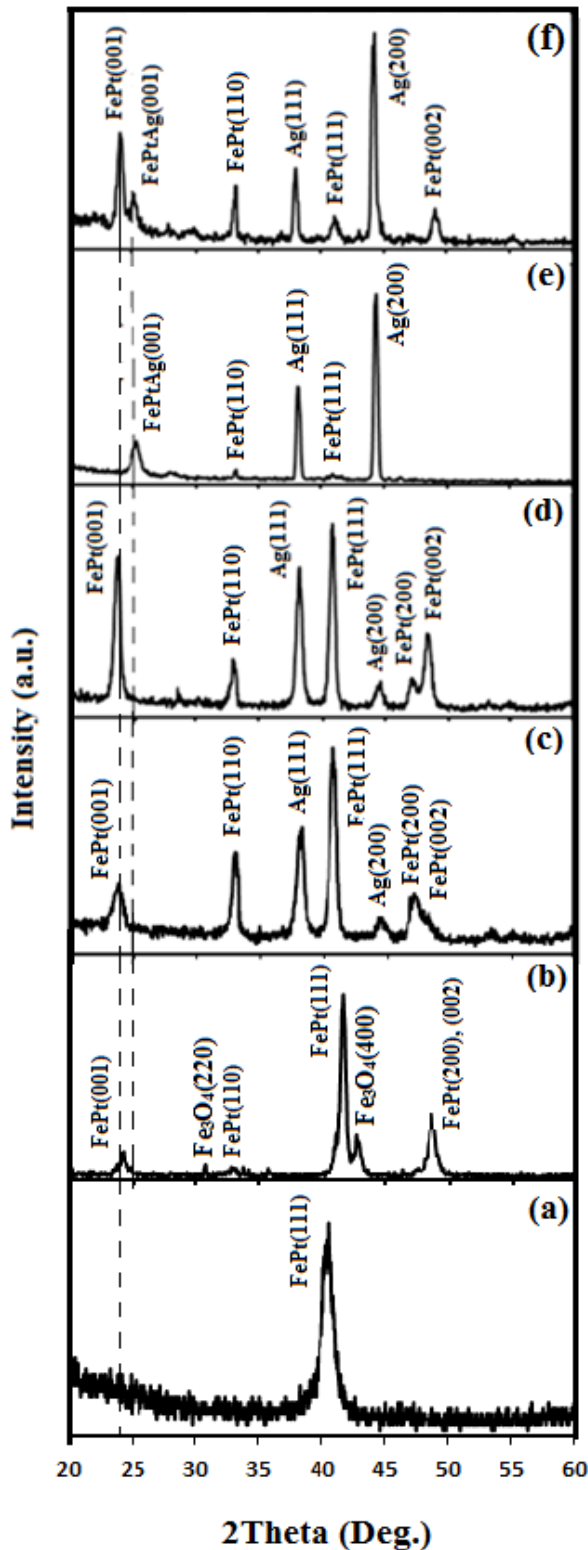 (f)
FePt(001)
FePtAg(001)
FePt(110)
Ag(111)
FePt(111)
Ag(200)
FePt(002)
(e)
FePtAg(001)
FePt(110)
Ag(111)
FePt(111)
Ag(200)
(d)
FePt(001)
FePt(110)
Ag(111)
FePt(111)
Ag(200)
FePt(200)
FePt(002)
(c)
FePt(001)
FePt(110)
Ag(111)
FePt(111)
Ag(200)
FePt(200)
FePt(002)
(b)
FePt(001)
Fe₃O₄(220)
FePt(110)
FePt(111)
Fe₃O₄(400)
FePt(200), (002)
(a)
FePt(111)
Intensity (a.u.)
20 25 30 35 40 45 50 55 60
2Theta (Deg.)